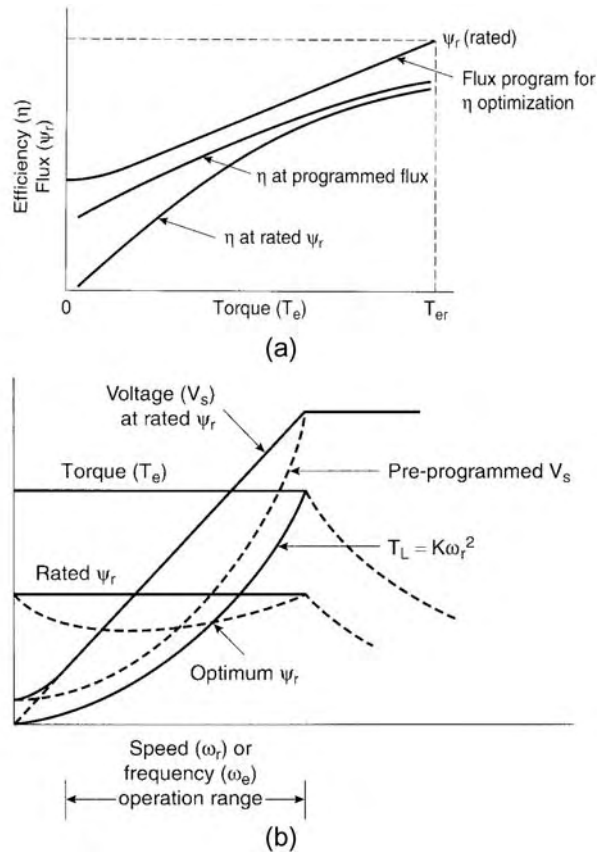 Efficiency (η)
Flux (ψr)
ψr (rated)
Flux program for
η optimization
η at programmed flux
η at rated ψr
0
Torque (Te)
Ter
(a)
Voltage (Vs)
at rated ψr
Torque (Te)
Pre-programmed Vs
TL = Kωr²
Rated ψr
Optimum ψr
Speed (ωr) or
frequency (ωe)
operation range
(b)